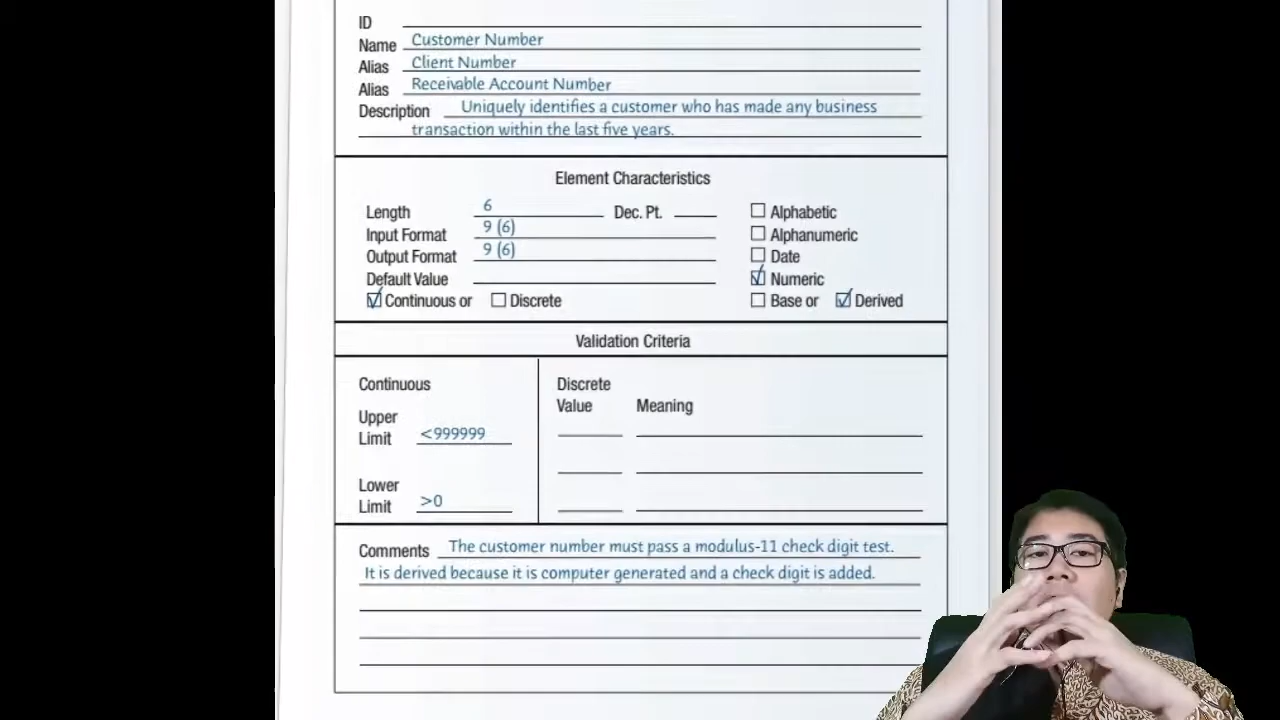 ID
Name Customer Number
Alias Client Number
Alias Receivable Account Number
Description Uniquely identifies a customer who has made any business
transaction within the last five years.
Element Characteristics
Length 6 Dec. Pt. Alphabetic
Input Format 9 (6) Alphanumeric
Output Format 9 (6) Date
Default Value Numeric
Continuous or Discrete Base or Derived
Validation Criteria
Continuous Discrete
Value Meaning
Upper
Limit <999999
Lower
Limit >0
Comments The customer number must pass a modulus-11 check digit test.
It is derived because it is computer generated and a check digit is added.